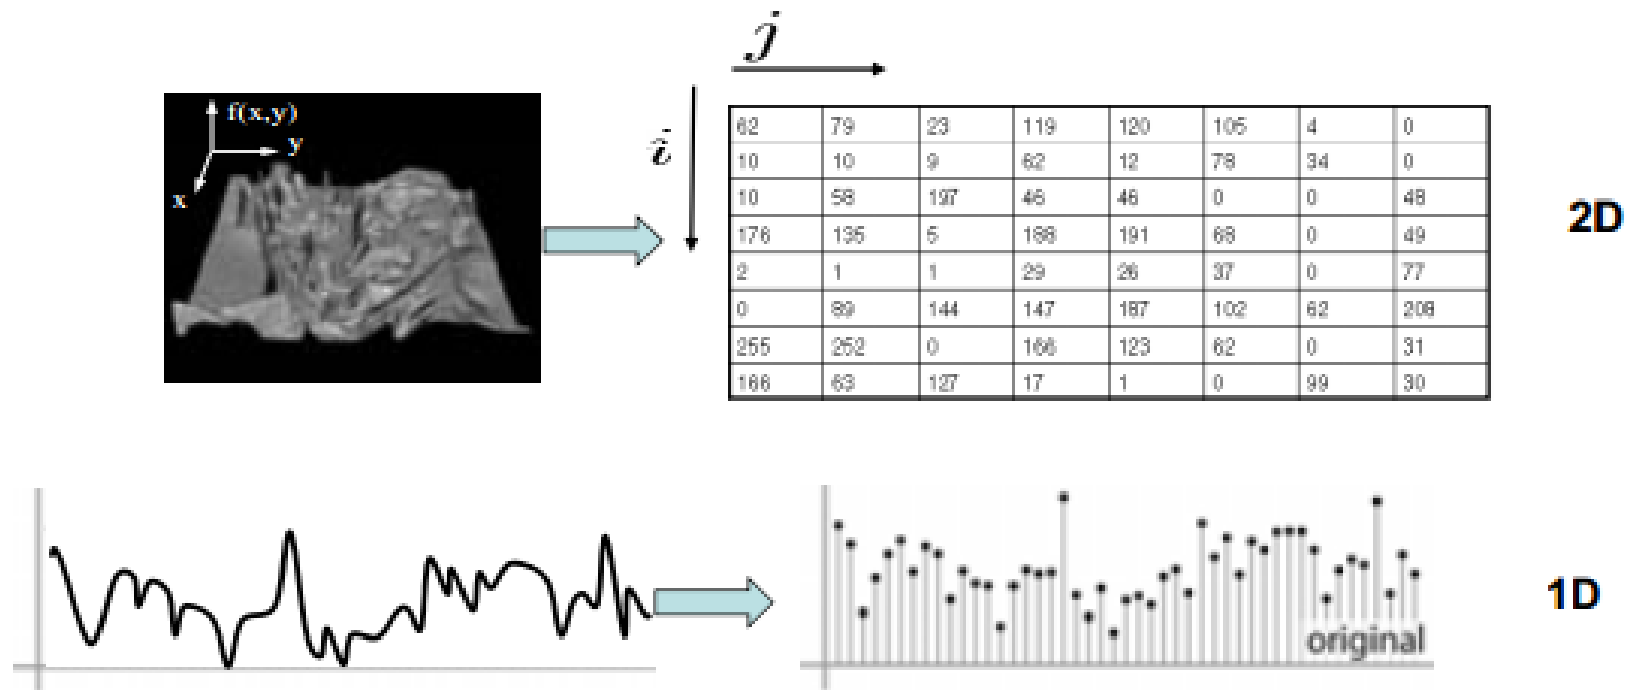 j
f(x,y)
y
x
i
62 79 23 119 120 105 4 0
10 10 9 62 12 78 34 0
10 58 197 46 46 0 0 48
176 135 5 188 191 68 0 49
2 1 1 29 26 37 0 77
0 89 144 147 187 102 62 208
255 252 0 166 123 62 0 31
166 63 127 17 1 0 99 30
2D
original
1D